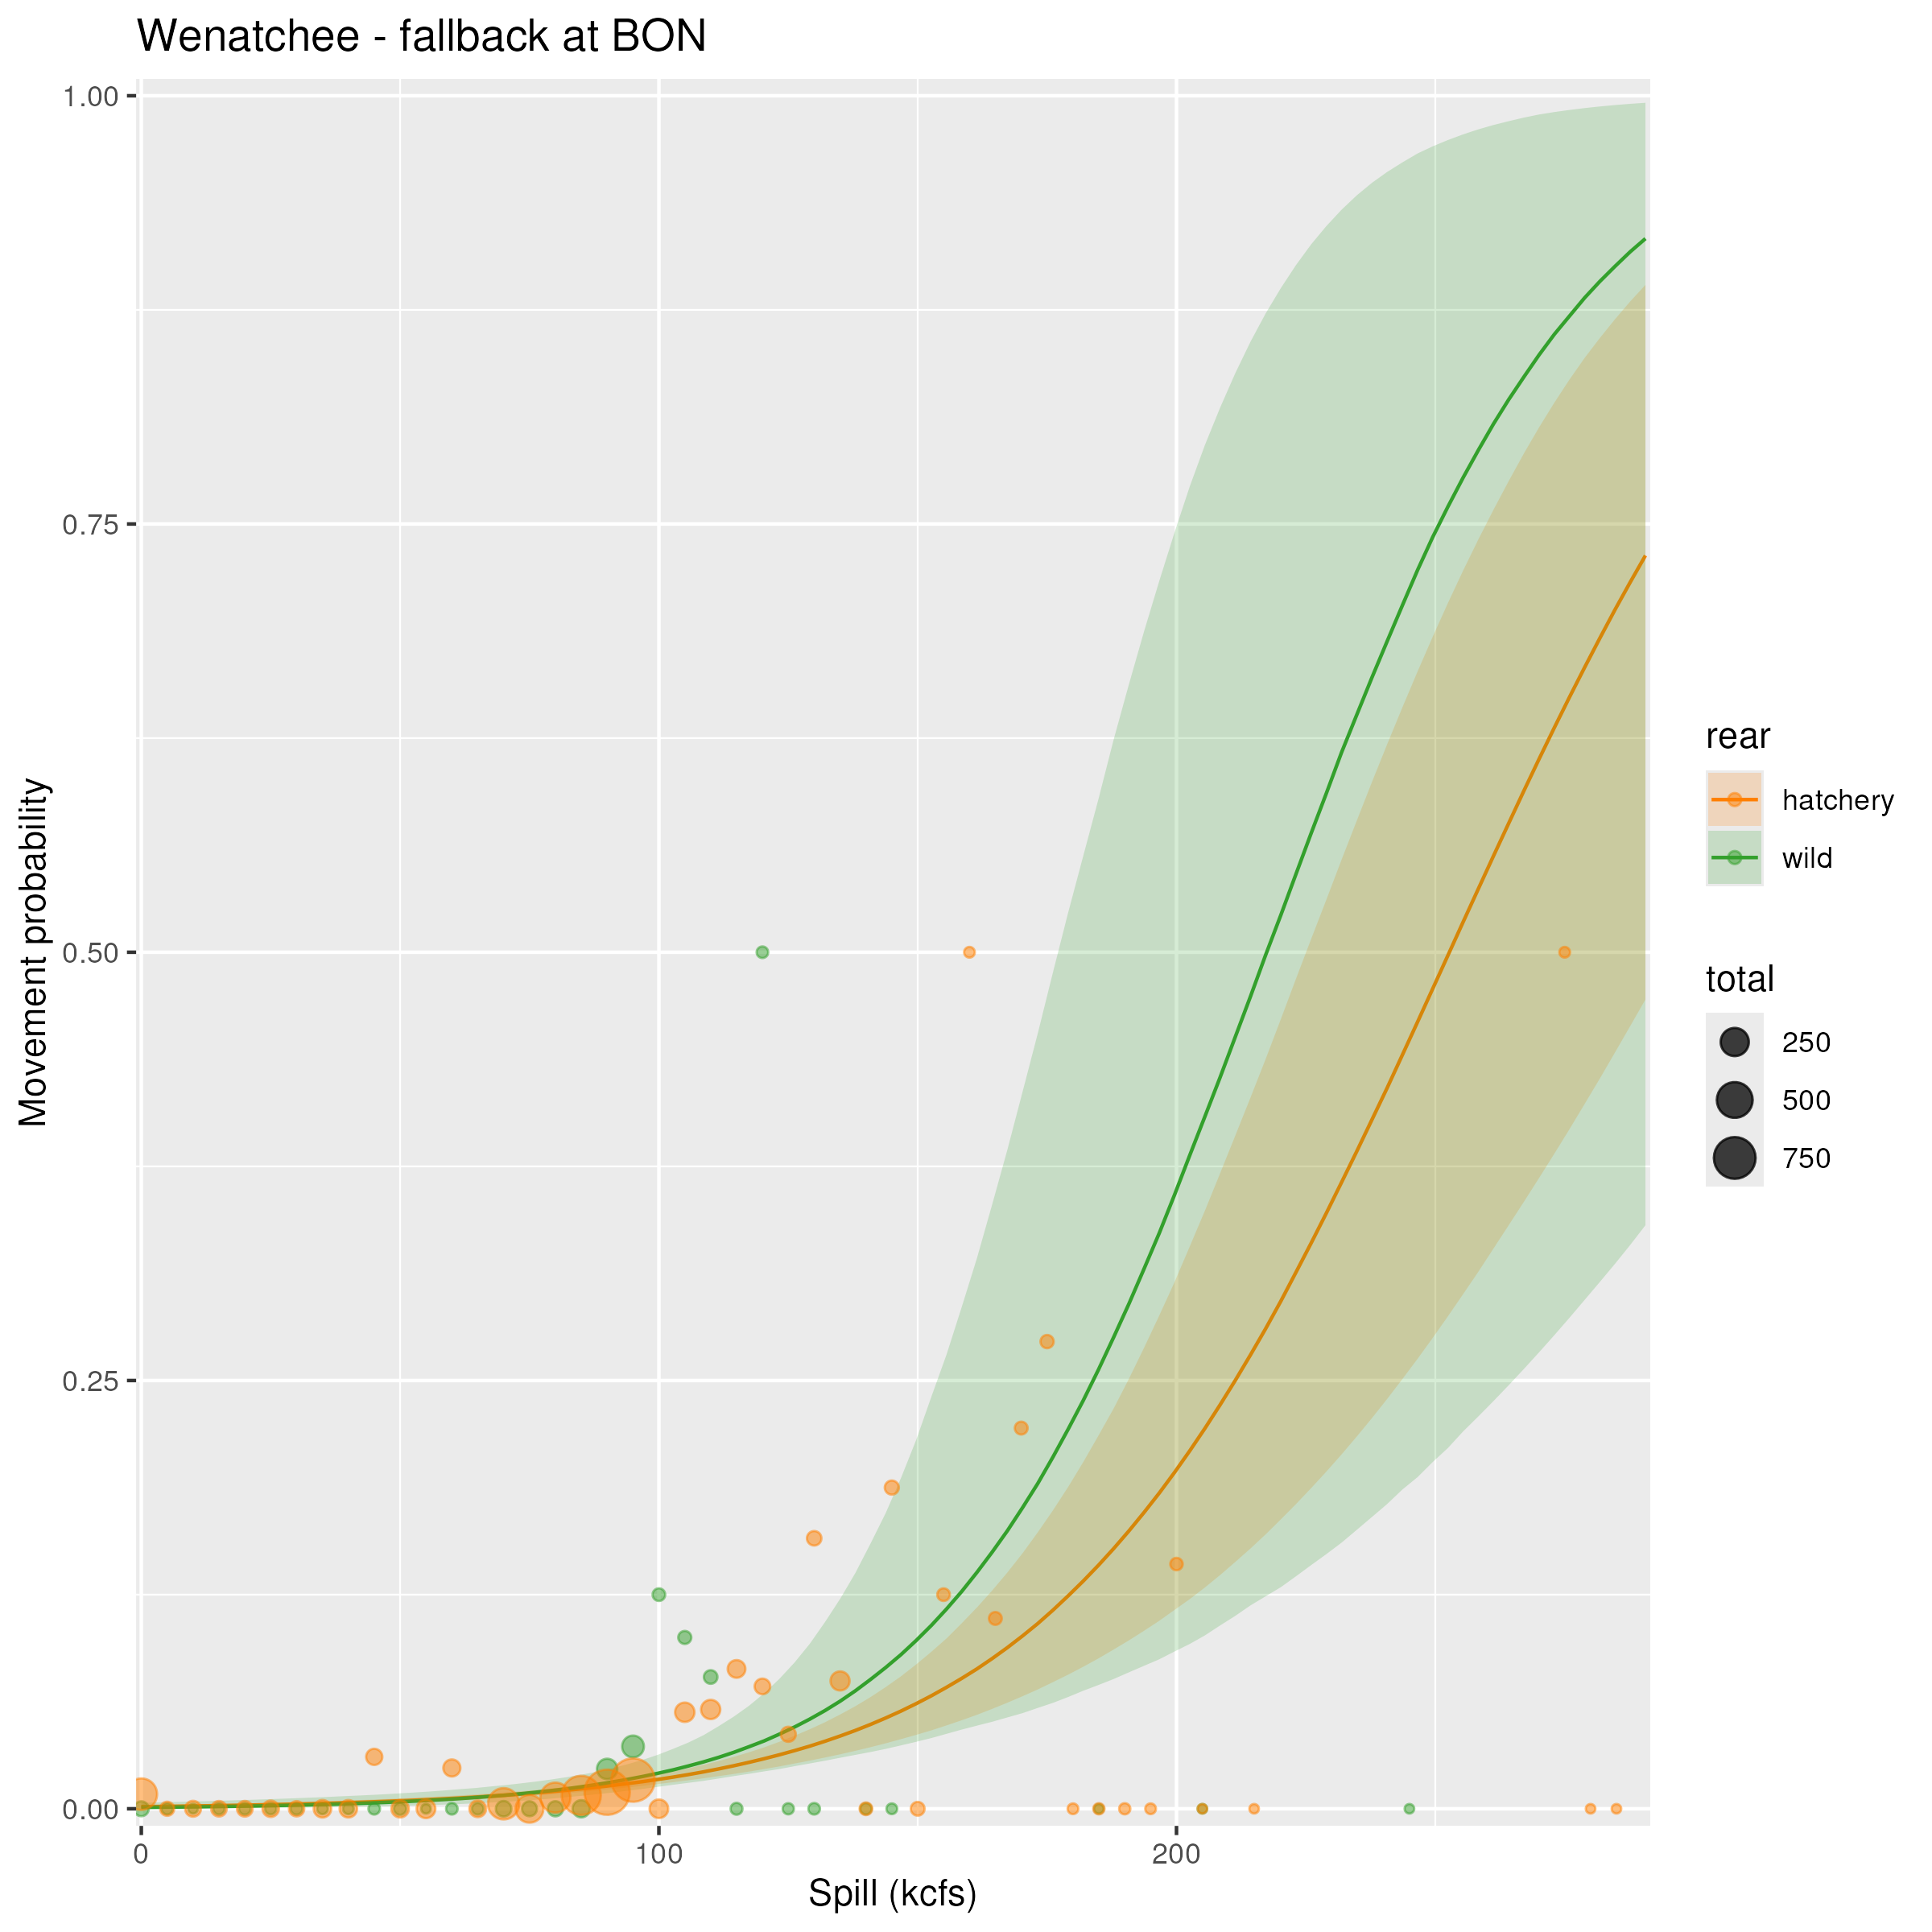 Wenatchee - fallback at BON
1.00
0.75
0.50
0.25
0.00
Movement probability
0
100
200
Spill (kcfs)
rear
hatchery
wild
total
250
500
750